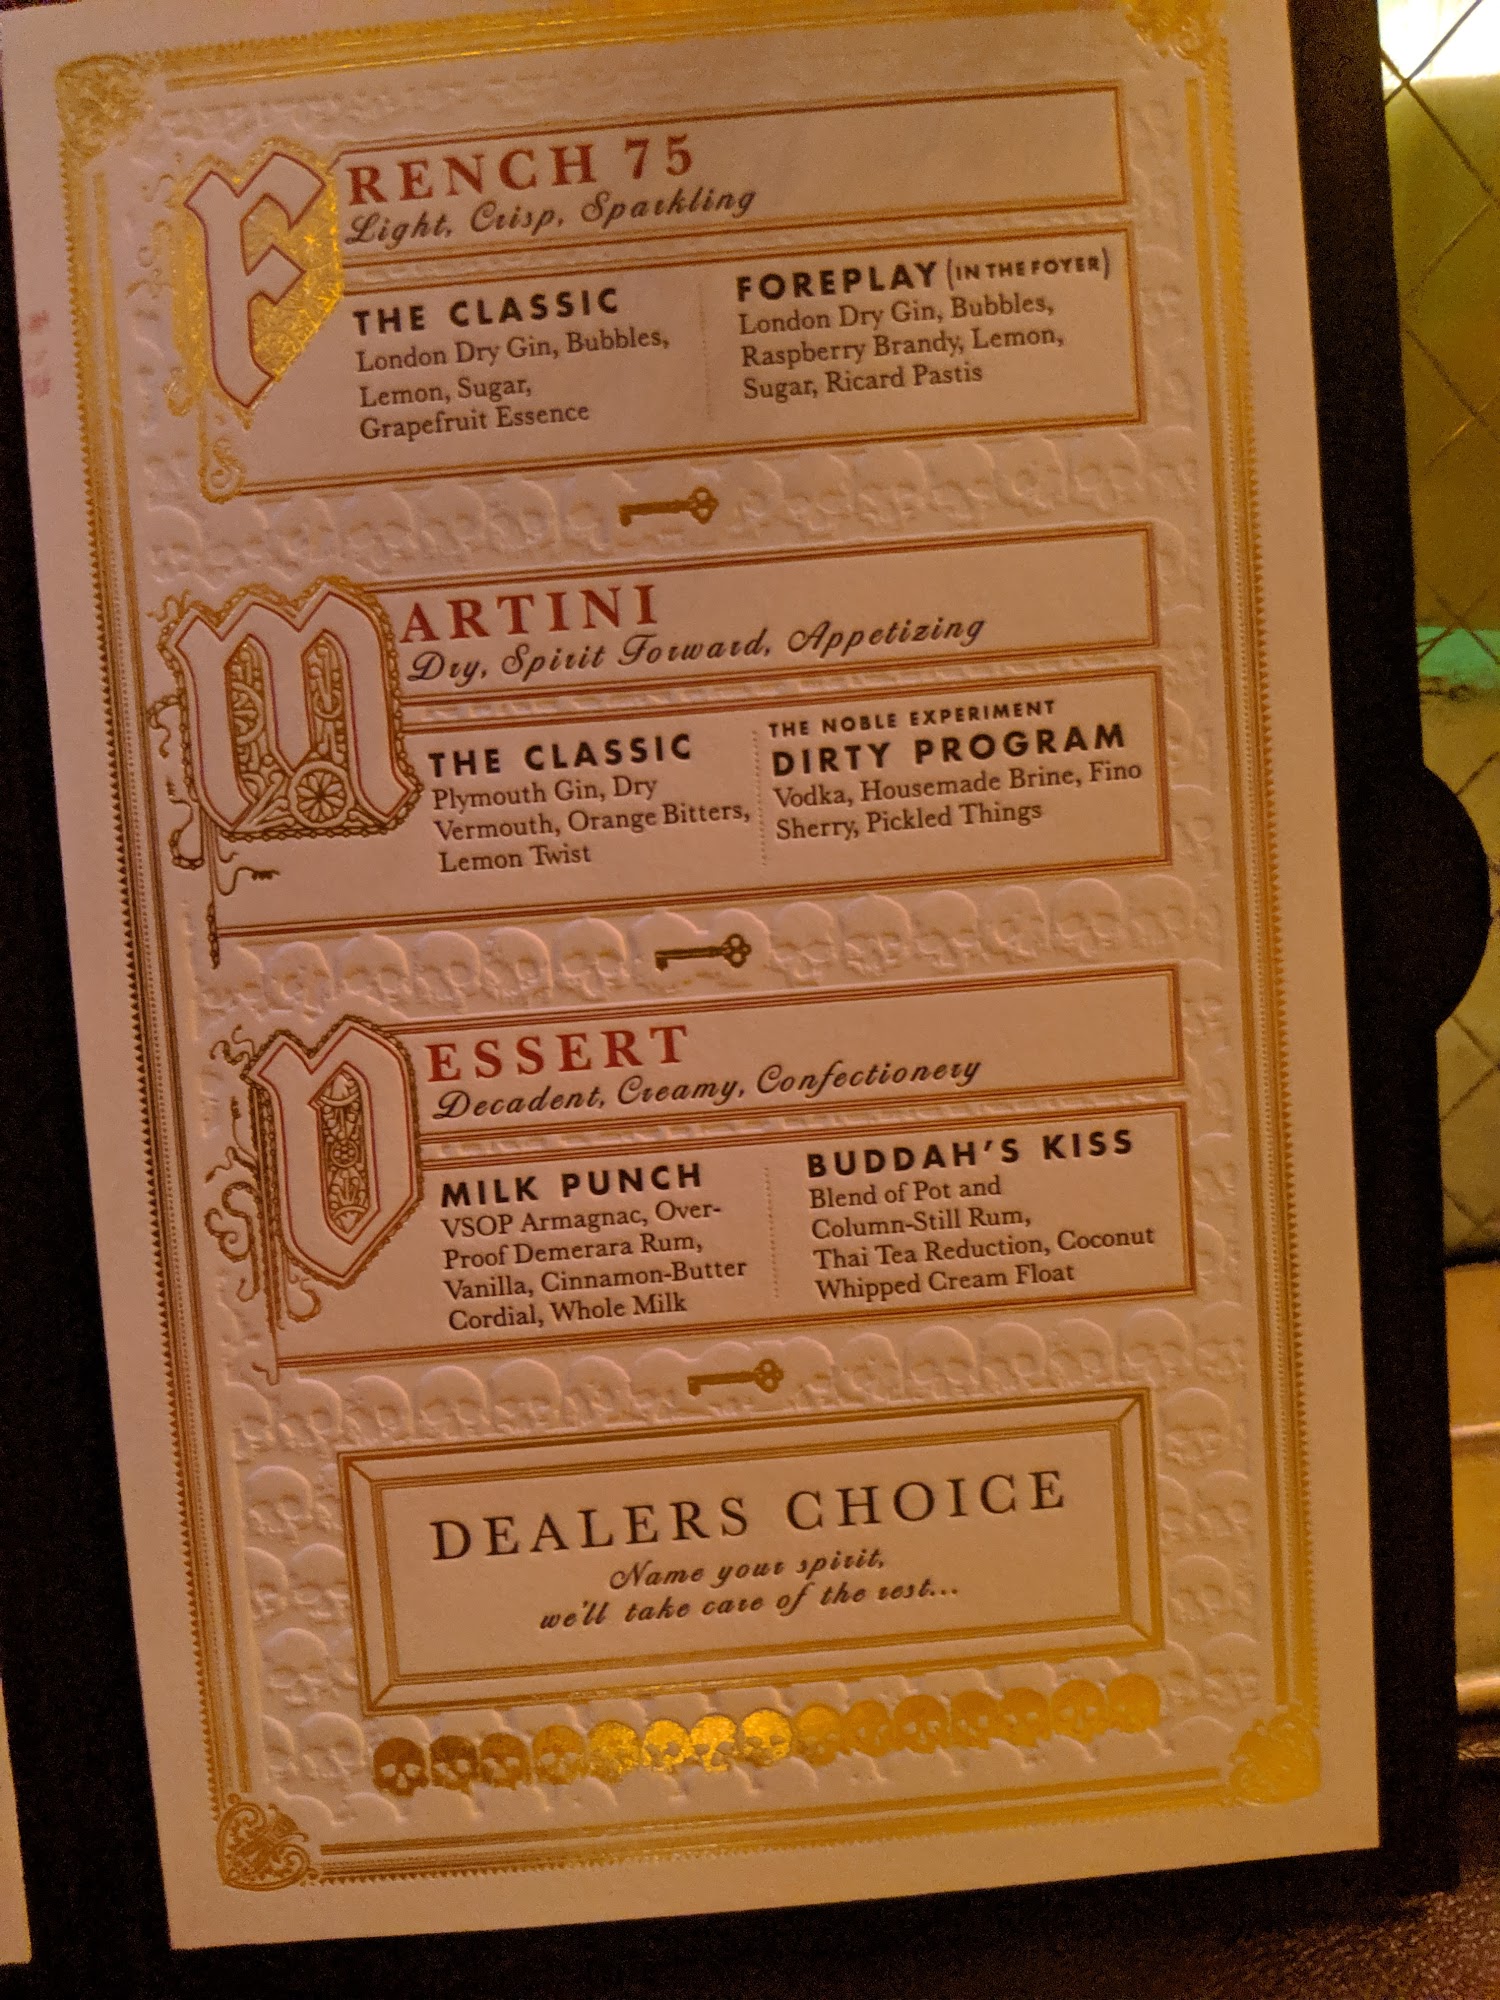 FRENCH 75
Light, Crisp, Sparkling
THE CLASSIC
London Dry Gin, Bubbles,
Lemon, Sugar,
Grapefruit Essence
FOREPLAY (IN THE FOYER)
London Dry Gin, Bubbles,
Raspberry Brandy, Lemon,
Sugar, Ricard Pastis
MARTINI
Dry, Spirit Forward, Appetizing
THE CLASSIC
Plymouth Gin, Dry
Vermouth, Orange Bitters,
Lemon Twist
THE NOBLE EXPERIMENT
DIRTY PROGRAM
Vodka, Housemade Brine, Fino
Sherry, Pickled Things
DESSERT
Decadent, Creamy, Confectionery
MILK PUNCH
VSOP Armagnac, Over-
Proof Demerara Rum,
Vanilla, Cinnamon-Butter
Cordial, Whole Milk
BUDDAH'S KISS
Blend of Pot and
Column-Still Rum,
Thai Tea Reduction, Coconut
Whipped Cream Float
DEALERS CHOICE
Name your spirit,
we'll take care of the rest...